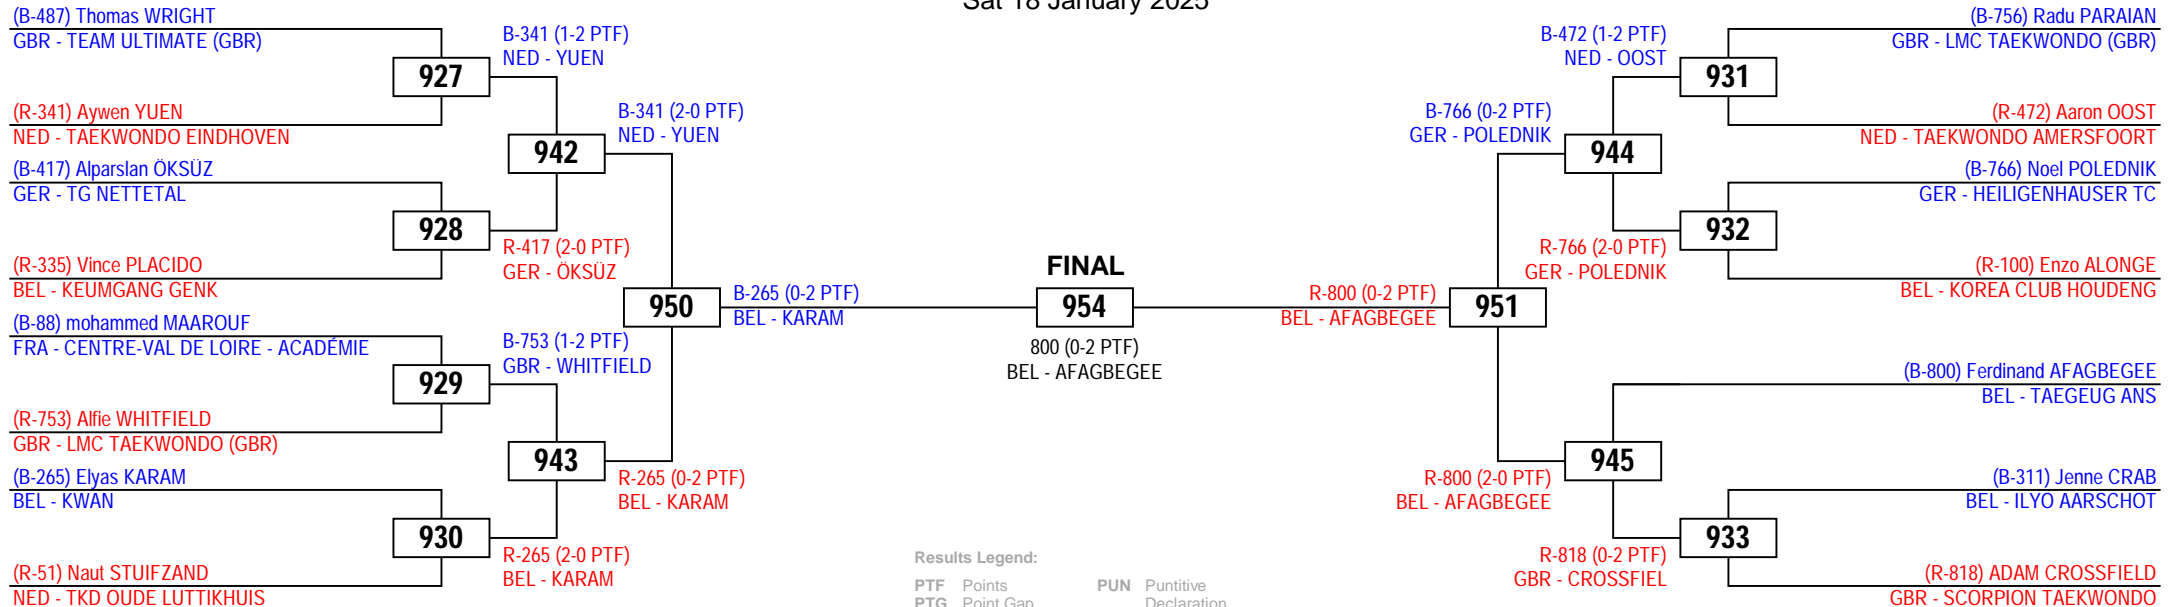 Sat 18 January 2025
(B-487) Thomas WRIGHT
GBR - TEAM ULTIMATE (GBR)
927
(R-341) Aywen YUEN
NED - TAEKWONDO EINDHOVEN
B-341 (1-2 PTF)
NED - YUEN
942
(B-417) Alparslan ÖKSÜZ
GER - TG NETTETAL
928
(R-335) Vince PLACIDO
BEL - KEUMGANG GENK
R-417 (2-0 PTF)
GER - ÖKSÜZ
B-341 (2-0 PTF)
NED - YUEN
950
(B-88) mohammed MAAROUF
FRA - CENTRE-VAL DE LOIRE - ACADÉMIE
929
(R-753) Alfie WHITFIELD
GBR - LMC TAEKWONDO (GBR)
B-753 (1-2 PTF)
GBR - WHITFIELD
943
(B-265) Elyas KARAM
BEL - KWAN
930
(R-51) Naut STUIFZAND
NED - TKD OUDE LUTTIKHUIS
R-265 (2-0 PTF)
BEL - KARAM
R-265 (0-2 PTF)
BEL - KARAM
B-265 (0-2 PTF)
BEL - KARAM
FINAL
954
800 (0-2 PTF)
BEL - AFAGBEGEE
R-800 (0-2 PTF)
BEL - AFAGBEGEE
951
B-766 (0-2 PTF)
GER - POLEDNIK
944
B-472 (1-2 PTF)
NED - OOST
931
(B-756) Radu PARAIAN
GBR - LMC TAEKWONDO (GBR)
(R-472) Aaron OOST
NED - TAEKWONDO AMERSFOORT
R-766 (2-0 PTF)
GER - POLEDNIK
932
(B-766) Noel POLEDNIK
GER - HEILIGENHAUSER TC
(R-100) Enzo ALONGE
BEL - KOREA CLUB HOUDENG
R-800 (2-0 PTF)
BEL - AFAGBEGEE
945
(B-800) Ferdinand AFAGBEGEE
BEL - TAEGEUG ANS
R-818 (0-2 PTF)
GBR - CROSSFIEL
933
(B-311) Jenne CRAB
BEL - ILYO AARSCHOT
(R-818) ADAM CROSSFIELD
GBR - SCORPION TAEKWONDO
Results Legend:
PTF Points PUN Puntitive
PTG Point Gap Declaration